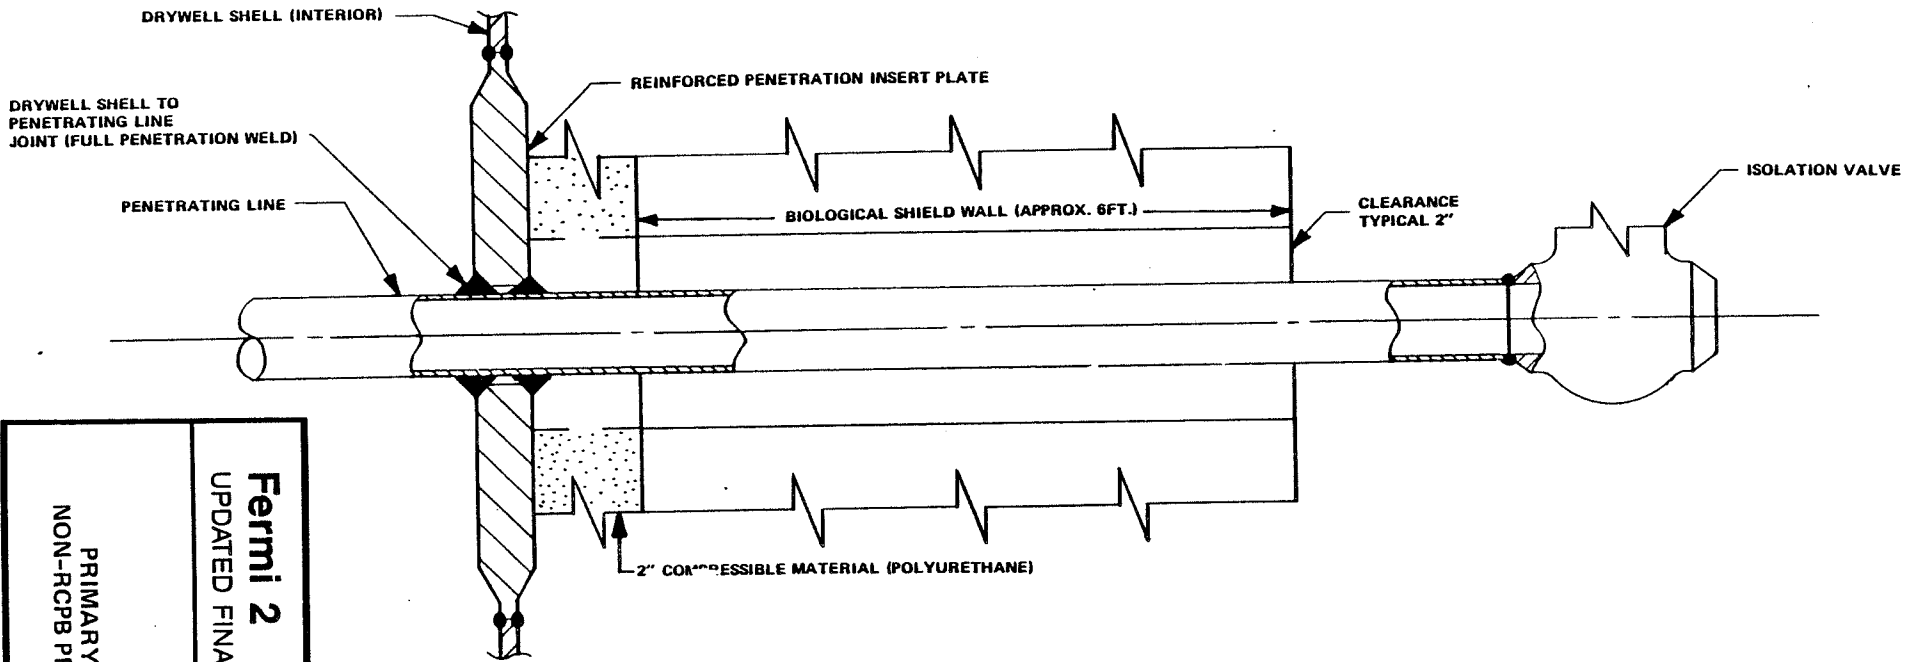 DRYWELL SHELL (INTERIOR)
REINFORCED PENETRATION INSERT PLATE
DRYWELL SHELL TO
PENETRATING LINE
JOINT (FULL PENETRATION WELD)
PENETRATING LINE
BIOLOGICAL SHIELD WALL (APPROX. 6FT.)
CLEARANCE
TYPICAL 2"
ISOLATION VALVE
2" COMPRESSIBLE MATERIAL (POLYURETHANE)
Fermi 2
UPDATED FINA
PRIMARY
NON-RCPB